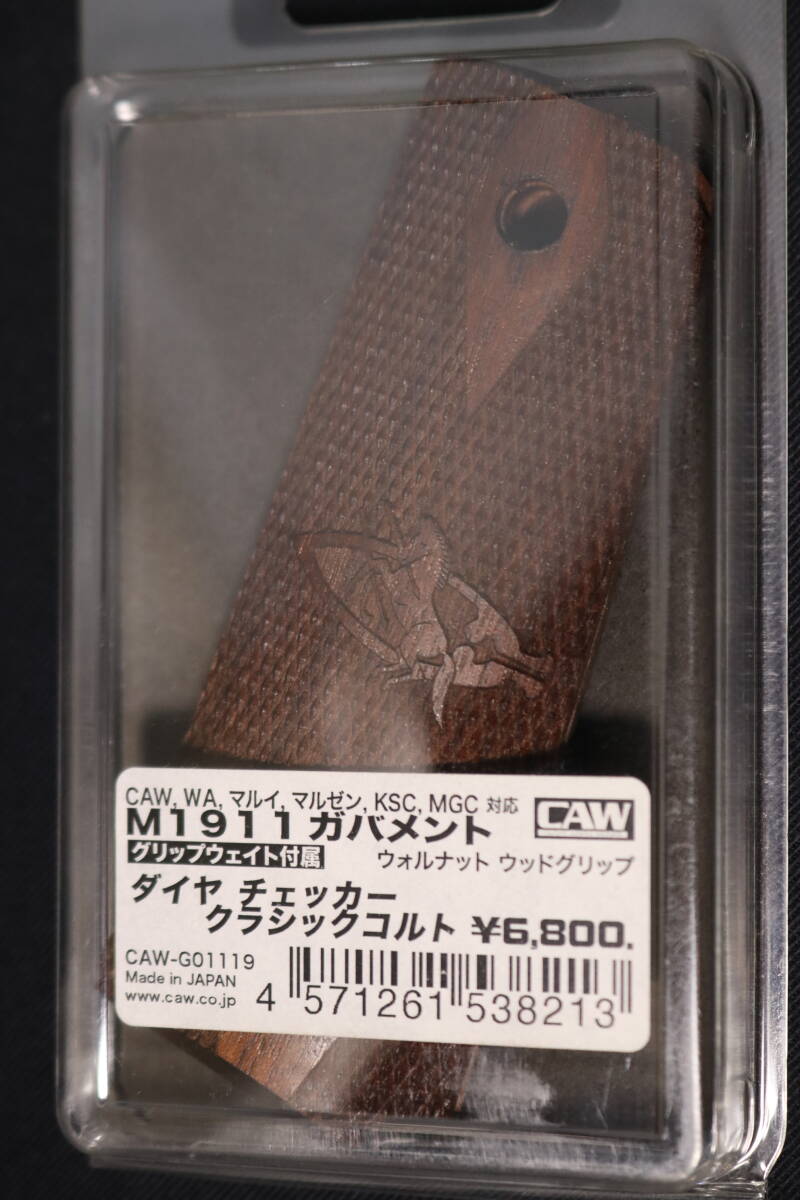 CAW, WA, マルイ, マルゼン, KSC, MGC 対応
M1911 ガバメント
CAW
グリップウェイト付属 ウォルナット ウッドグリップ
ダイヤ チェッカー
クラシックコルト ¥6,800.
CAW-G01119
Made in JAPAN
www.caw.co.jp
4 571261 538213